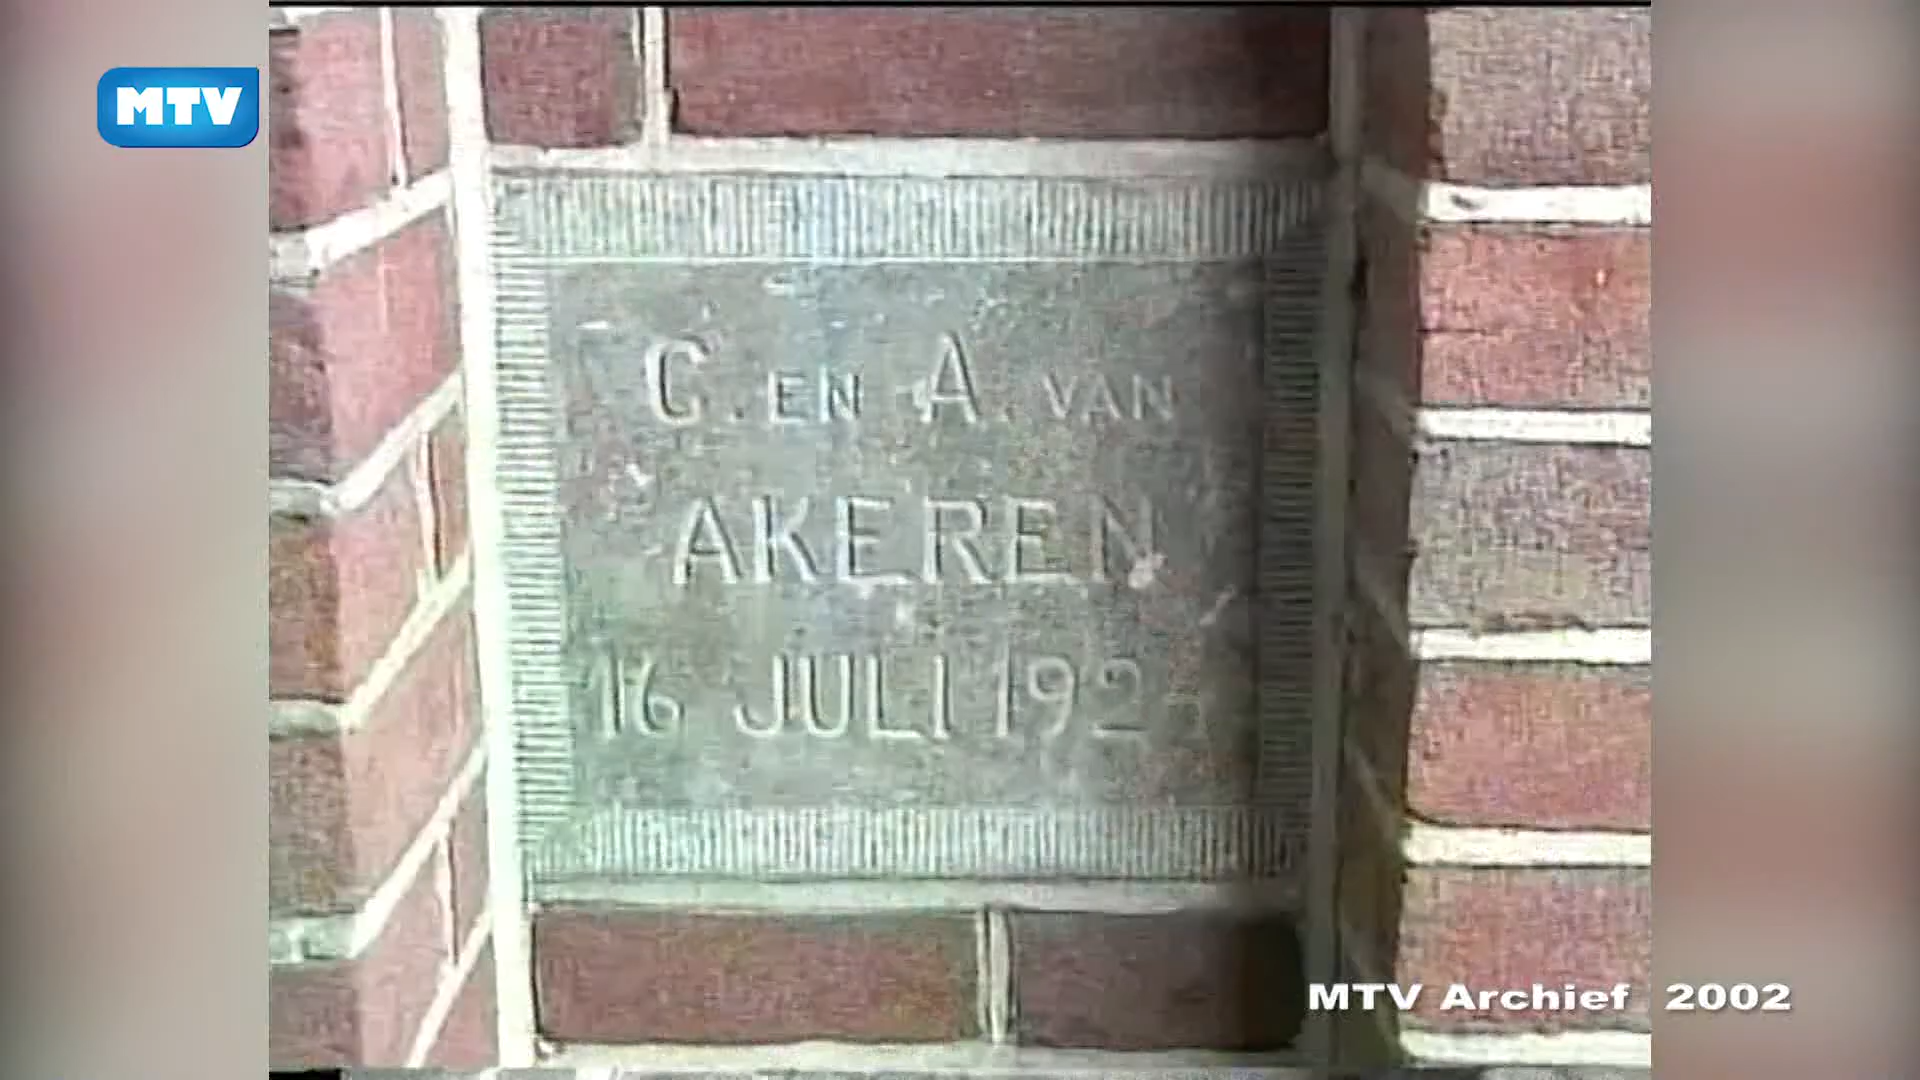 MTV
C. EN A. VAN
AKEREN
16 JULI
MTV Archief 2002